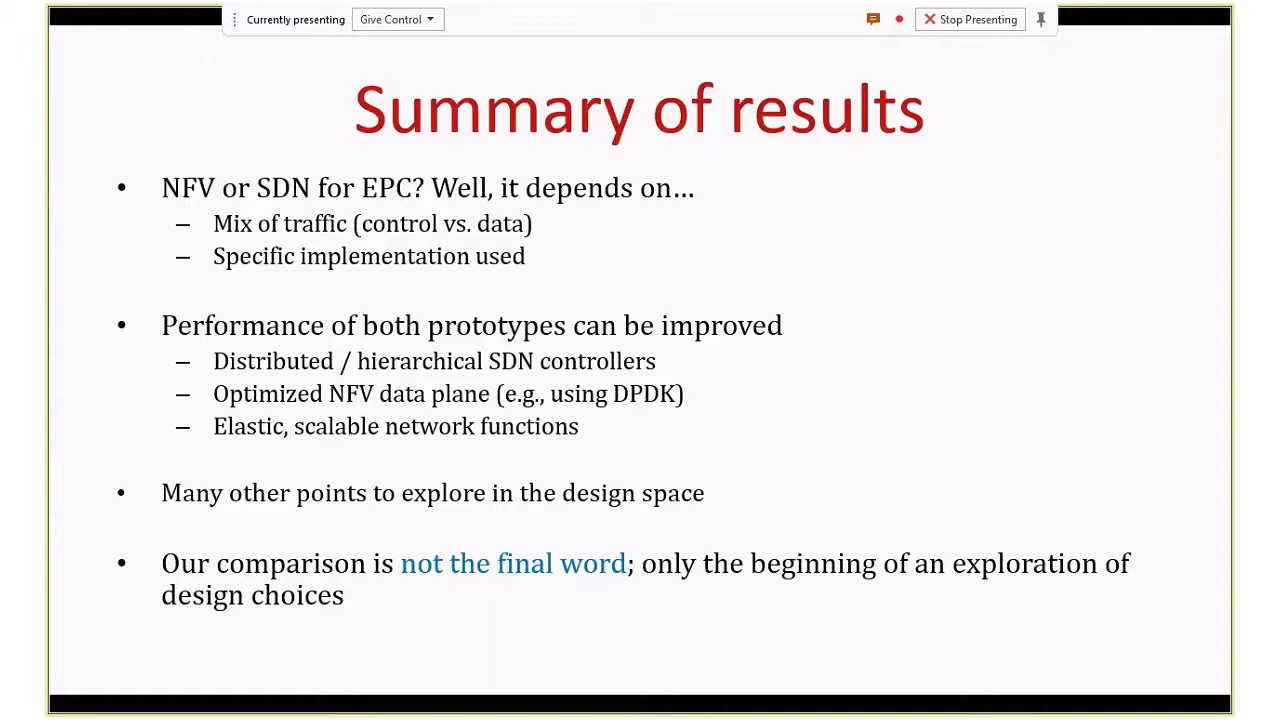 Currently presenting Give Control Stop Presenting
Summary of results
• NFV or SDN for EPC? Well, it depends on…
– Mix of traffic (control vs. data)
– Specific implementation used
• Performance of both prototypes can be improved
– Distributed / hierarchical SDN controllers
– Optimized NFV data plane (e.g., using DPDK)
– Elastic, scalable network functions
• Many other points to explore in the design space
• Our comparison is not the final word; only the beginning of an exploration of
design choices